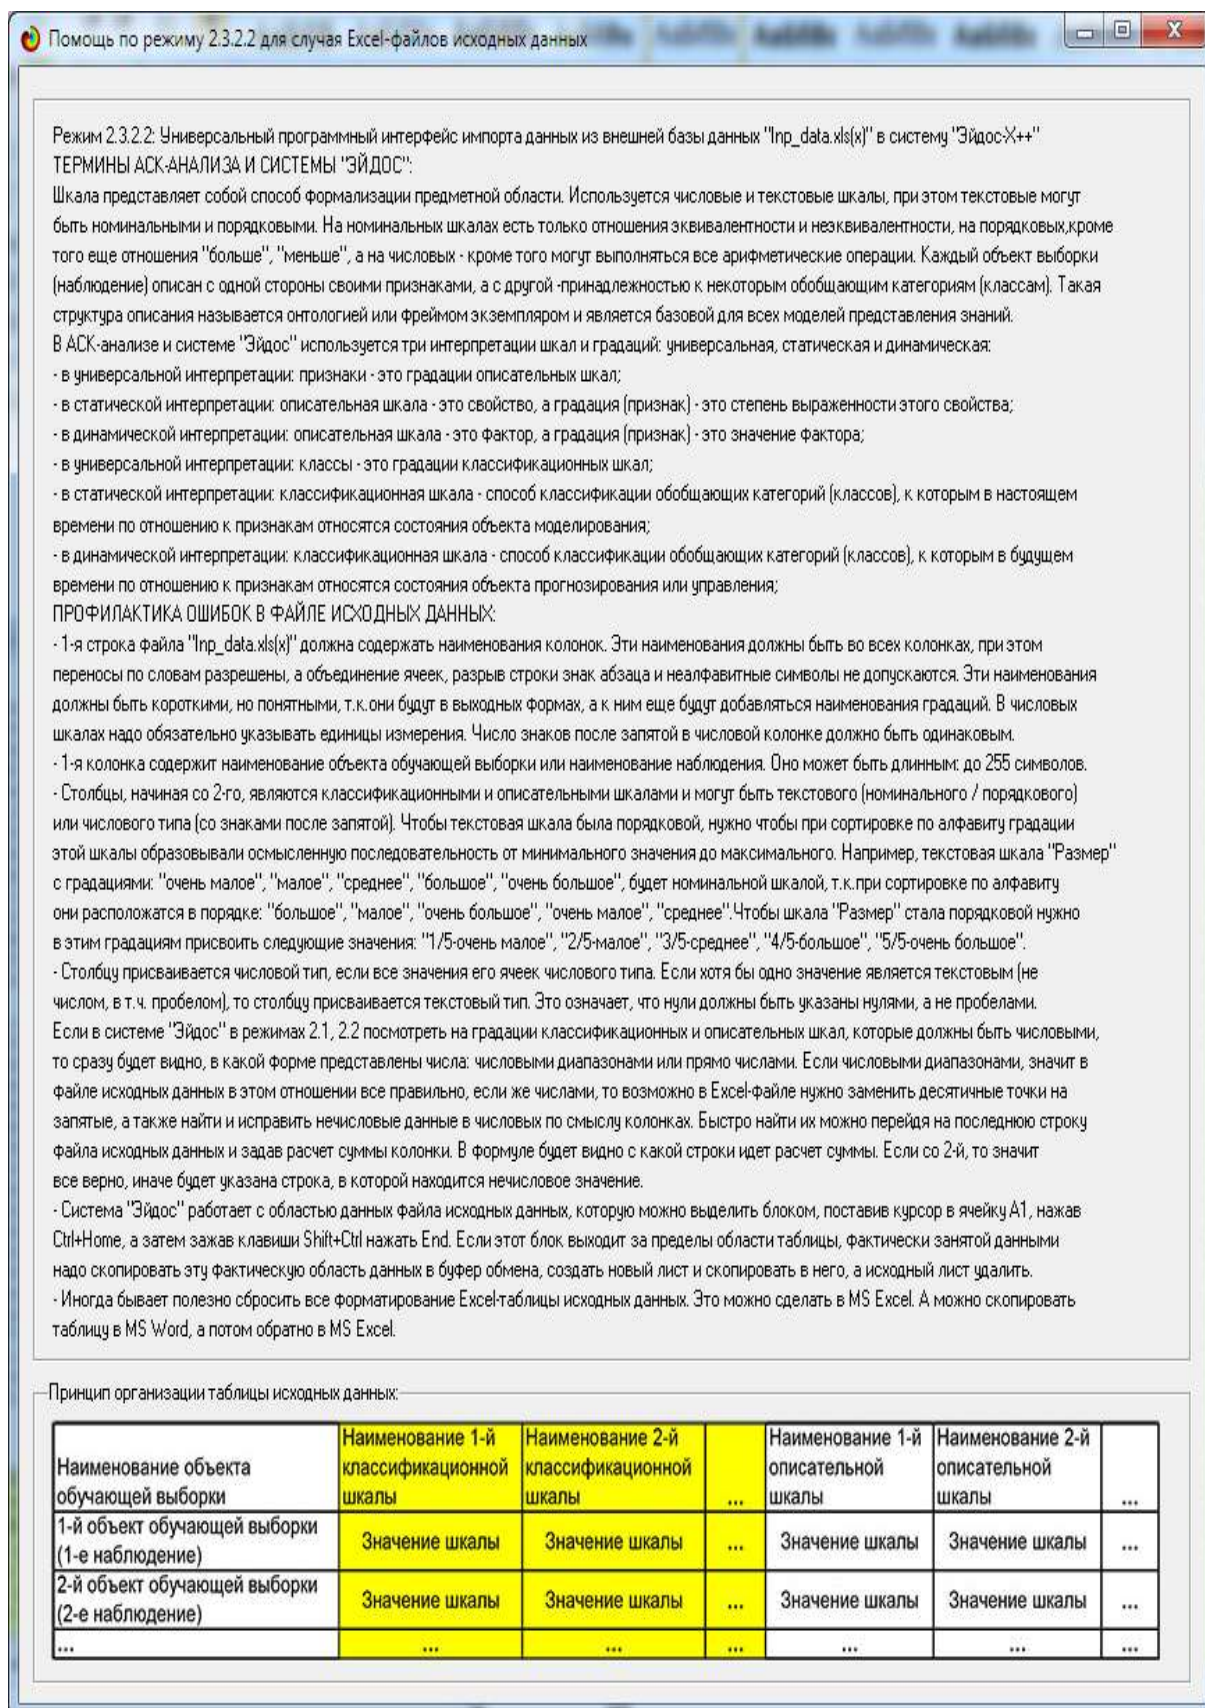 Помощь по режиму 2.3.2.2 для случая Excel-файлов исходных данных
Режим 2.3.2.2: Универсальный программный интерфейс импорта данных из внешней базы данных "Inp_data.xls(x)" в систему "Эйдос-X++"
ТЕРМИНЫ АСК-АНАЛИЗА И СИСТЕМЫ "ЭЙДОС":
Шкала представляет собой способ формализации предметной области. Используется числовые и текстовые шкалы, при этом текстовые могут
быть номинальными и порядковыми. На номинальных шкалах есть только отношения эквивалентности и неэквивалентности, на порядковых,кроме
того еще отношения "больше", "меньше", а на числовых - кроме того могут выполняться все арифметические операции. Каждый объект выборки
(наблюдение) описан с одной стороны своими признаками, а с другой -принадлежностью к некоторым обобщающим категориям (классам). Такая
структура описания называется онтологией или фреймом экземпляром и является базовой для всех моделей представления знаний.
В АСК-анализе и системе "Эйдос" используется три интерпретации шкал и градаций: универсальная, статическая и динамическая:
- в универсальной интерпретации: признаки - это градации описательных шкал;
- в статической интерпретации: описательная шкала - это свойство, а градация (признак) - это степень выраженности этого свойства;
- в динамической интерпретации: описательная шкала - это фактор, а градация (признак) - это значение фактора;
- в универсальной интерпретации: классы - это градации классификационных шкал;
- в статической интерпретации: классификационная шкала - способ классификации обобщающих категорий (классов), к которым в настоящем
времени по отношению к признакам относятся состояния объекта моделирования;
- в динамической интерпретации: классификационная шкала - способ классификации обобщающих категорий (классов), к которым в будущем
времени по отношению к признакам относятся состояния объекта прогнозирования или управления;
ПРОФИЛАКТИКА ОШИБОК В ФАЙЛЕ ИСХОДНЫХ ДАННЫХ:
- 1-я строка файла "Inp_data.xls(x)" должна содержать наименования колонок. Эти наименования должны быть во всех колонках, при этом
переносы по словам разрешены, а объединение ячеек, разрыв строки знак абзаца и неалфавитные символы не допускаются. Эти наименования
должны быть короткими, но понятными, т.к.они будут в выходных формах, а к ним еще будут добавляться наименования градаций. В числовых
шкалах надо обязательно указывать единицы измерения. Число знаков после запятой в числовой колонке должно быть одинаковым.
- 1-я колонка содержит наименование объекта обучающей выборки или наименование наблюдения. Оно может быть длинным: до 255 символов.
- Столбцы, начиная со 2-го, являются классификационными и описательными шкалами и могут быть текстового (номинального / порядкового)
или числового типа (со знаками после запятой). Чтобы текстовая шкала была порядковой, нужно чтобы при сортировке по алфавиту градации
этой шкалы образовывали осмысленную последовательность от минимального значения до максимального. Например, текстовая шкала "Размер"
с градациями: "очень малое", "малое", "среднее", "большое", "очень большое", будет номинальной шкалой, т.к.при сортировке по алфавиту
они расположатся в порядке: "большое", "малое", "очень большое", "очень малое", "среднее".Чтобы шкала "Размер" стала порядковой нужно
в этим градациям присвоить следующие значения: "1/5-очень малое", "2/5-малое", "3/5-среднее", "4/5-большое", "5/5-очень большое".
- Столбцу присваивается числовой тип, если все значения его ячеек числового типа. Если хотя бы одно значение является текстовым (не
числом, в т.ч. пробелом), то столбцу присваивается текстовый тип. Это означает, что нули должны быть указаны нулями, а не пробелами.
Если в системе "Эйдос" в режимах 2.1, 2.2 посмотреть на градации классификационных и описательных шкал, которые должны быть числовыми,
то сразу будет видно, в какой форме представлены числа: числовыми диапазонами или прямо числами. Если числовыми диапазонами, значит в
файле исходных данных в этом отношении все правильно, если же числами, то возможно в Excel-файле нужно заменить десятичные точки на
запятые, а также найти и исправить нечисловые данные в числовых по смыслу колонках. Быстро найти их можно перейдя на последнюю строку
файла исходных данных и задав расчет суммы колонки. В формуле будет видно с какой строки идет расчет суммы. Если со 2-й, то значит
все верно, иначе будет указана строка, в которой находится нечисловое значение.
- Система "Эйдос" работает с областью данных файла исходных данных, которую можно выделить блоком, поставив курсор в ячейку A1, нажав
Ctrl+Home, а затем зажав клавиши Shift+Ctrl нажать End. Если этот блок выходит за пределы области таблицы, фактически занятой данными
надо скопировать эту фактическую область данных в буфер обмена, создать новый лист и скопировать в него, а исходный лист удалить.
- Иногда бывает полезно сбросить все форматирование Excel-таблицы исходных данных. Это можно сделать в MS Excel. А можно скопировать
таблицу в MS Word, а потом обратно в MS Excel.
Принцип организации таблицы исходных данных:
Наименование объекта
обучающей выборки
Наименование 1-й
классификационной
шкалы
Наименование 2-й
классификационной
шкалы
...
Наименование 1-й
описательной
шкалы
Наименование 2-й
описательной
шкалы
...
1-й объект обучающей выборки
(1-е наблюдение)
Значение шкалы
Значение шкалы
...
Значение шкалы
Значение шкалы
...
2-й объект обучающей выборки
(2-е наблюдение)
Значение шкалы
Значение шкалы
...
Значение шкалы
Значение шкалы
...
...
...
...
...
...
...
...